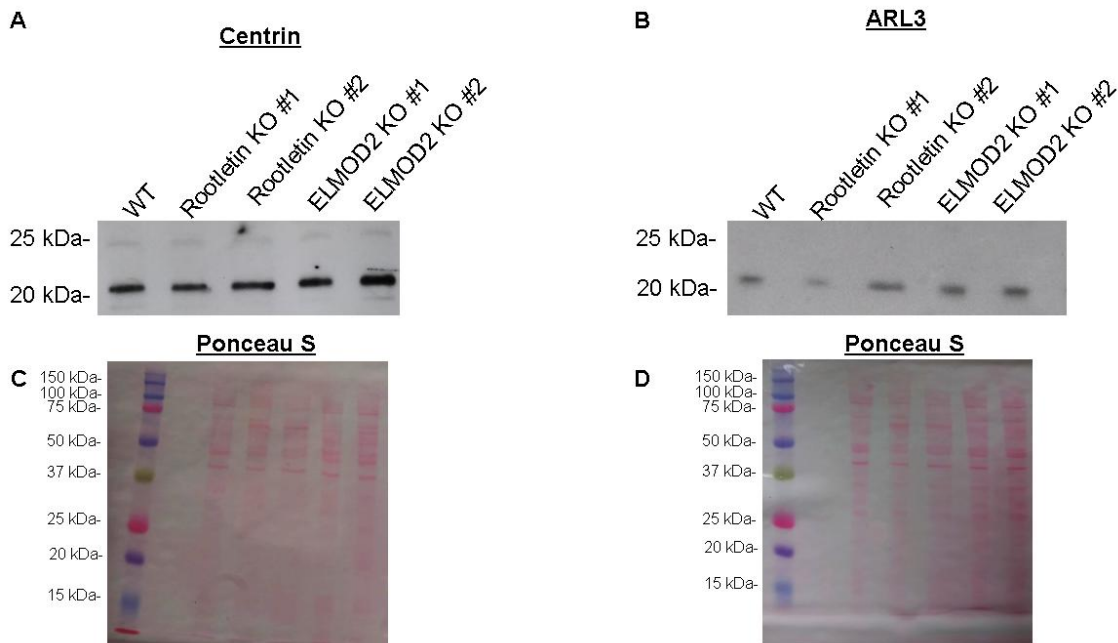 A
Centrin
WT
Rootletin KO #1
Rootletin KO #2
ELMOD2 KO #1
ELMOD2 KO #2
25 kDa-
20 kDa-
B
ARL3
WT
Rootletin KO #1
Rootletin KO #2
ELMOD2 KO #1
ELMOD2 KO #2
25 kDa-
20 kDa-
Ponceau S
C
150 kDa-
100 kDa-
75 kDa-
50 kDa-
37 kDa-
25 kDa-
20 kDa-
15 kDa-
Ponceau S
D
150 kDa-
100 kDa-
75 kDa-
50 kDa-
37 kDa-
25 kDa-
20 kDa-
15 kDa-